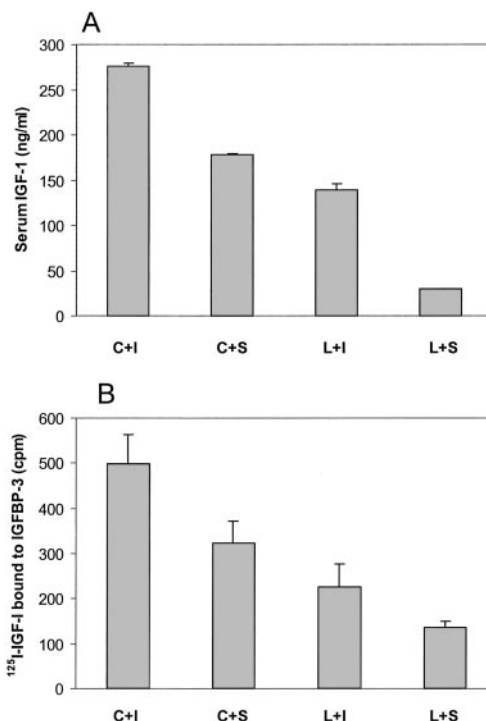 A
Serum IGF-1 (ng/ml)
300
250
200
150
100
50
0
C+I C+S L+I L+S
B
¹²⁵I-IGF-I bound to IGFBP-3 (cpm)
600
500
400
300
200
100
0
C+I C+S L+I L+S